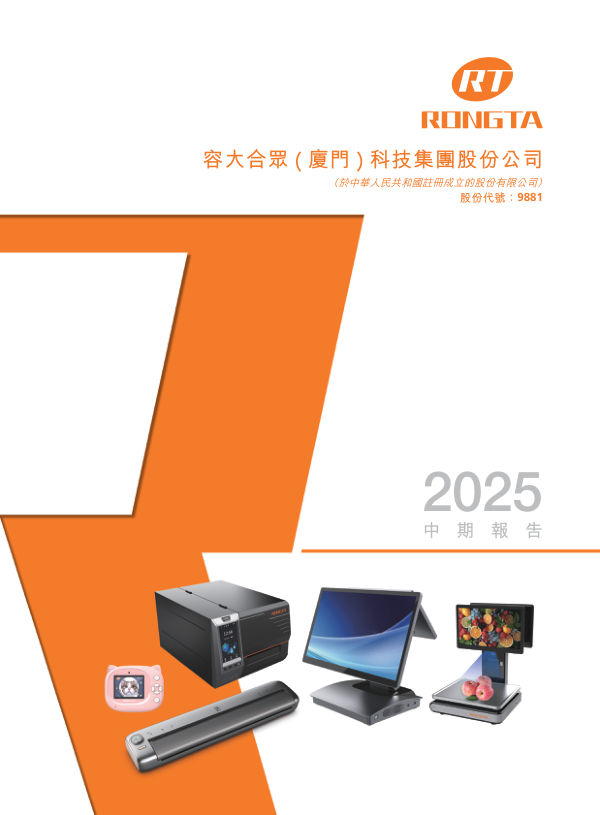 RT
RONGTA
容大合眾(廈門)科技集團股份公司
(於中華人民共和國註冊成立的股份有限公司)
股份代號：9881
2025
中期報告